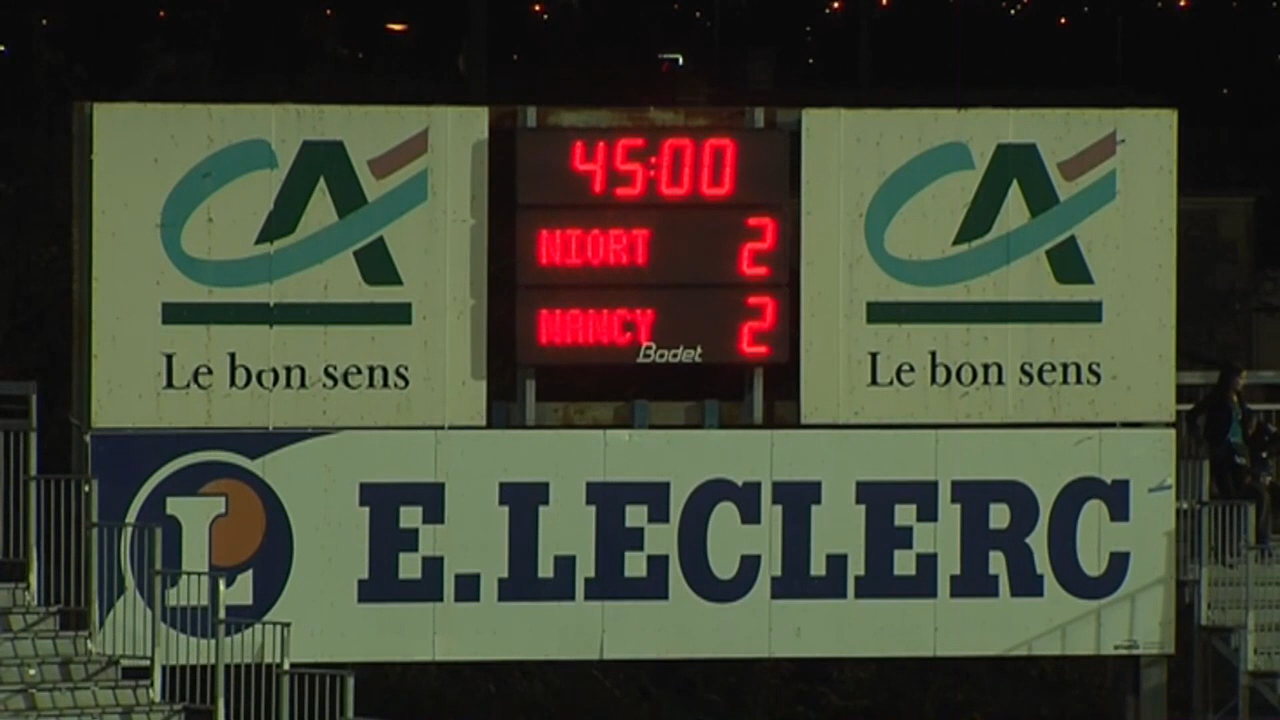 CA
Le bon sens
45:00
NIORT 2
NANCY 2
Bodet
CA
Le bon sens
L
E.LECLERC